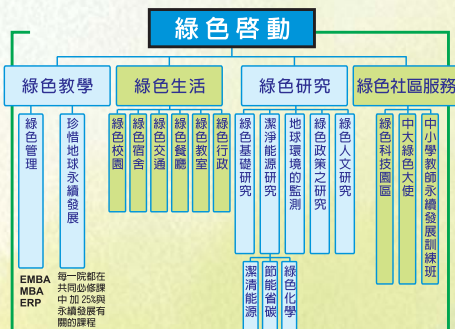 綠色啓動
綠色教學
綠色生活
綠色研究
綠色社區服務
綠色管理
珍惜地球永續發展
綠色校園
綠色宿舍
綠色交通
綠色餐廳
綠色教室
綠色行政
綠色基礎研究
潔淨能源研究
地球環境的監測
綠色政策之研究
綠色人文研究
綠色科技園區
中大綠色大使
中小學教師永續發展訓練班
EMBA
MBA
ERP
每一院都在
共同必修課
中加25%與
永續發展有
關的課程
潔清能源
節能省碳
綠色化學